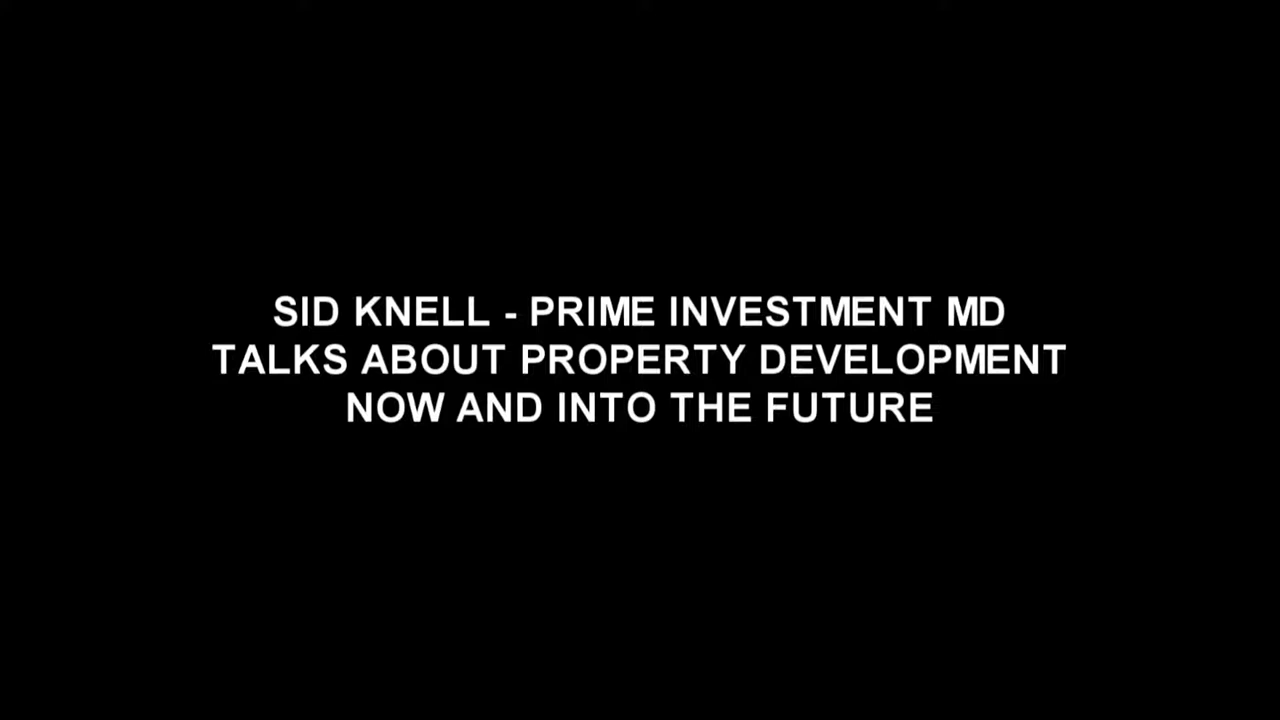 SID KNELL - PRIME INVESTMENT MD
TALKS ABOUT PROPERTY DEVELOPMENT
NOW AND INTO THE FUTURE